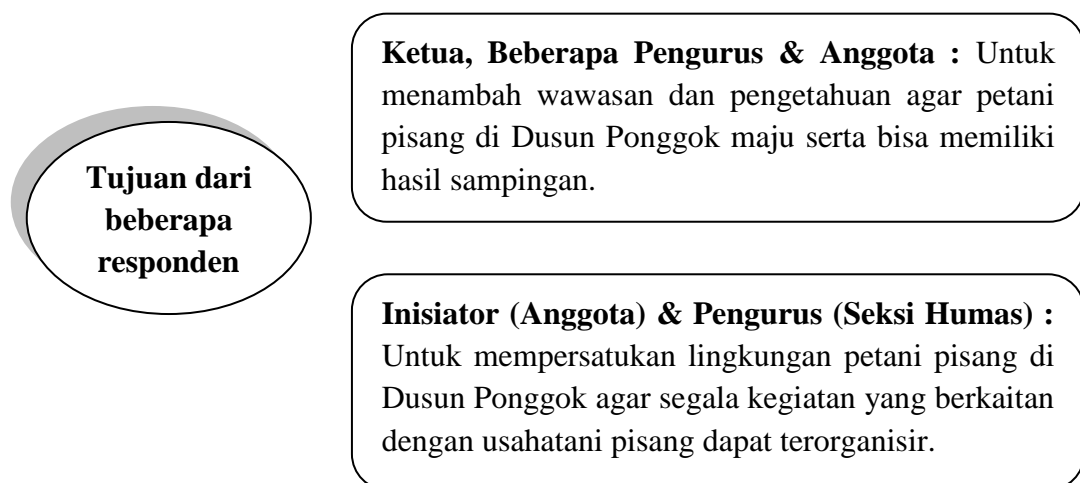 Tujuan dari
beberapa
responden
Ketua, Beberapa Pengurus & Anggota : Untuk
menambah wawasan dan pengetahuan agar petani
pisang di Dusun Ponggok maju serta bisa memiliki
hasil sampingan.
Inisiator (Anggota) & Pengurus (Seksi Humas) :
Untuk mempersatukan lingkungan petani pisang di
Dusun Ponggok agar segala kegiatan yang berkaitan
dengan usahatani pisang dapat terorganisir.